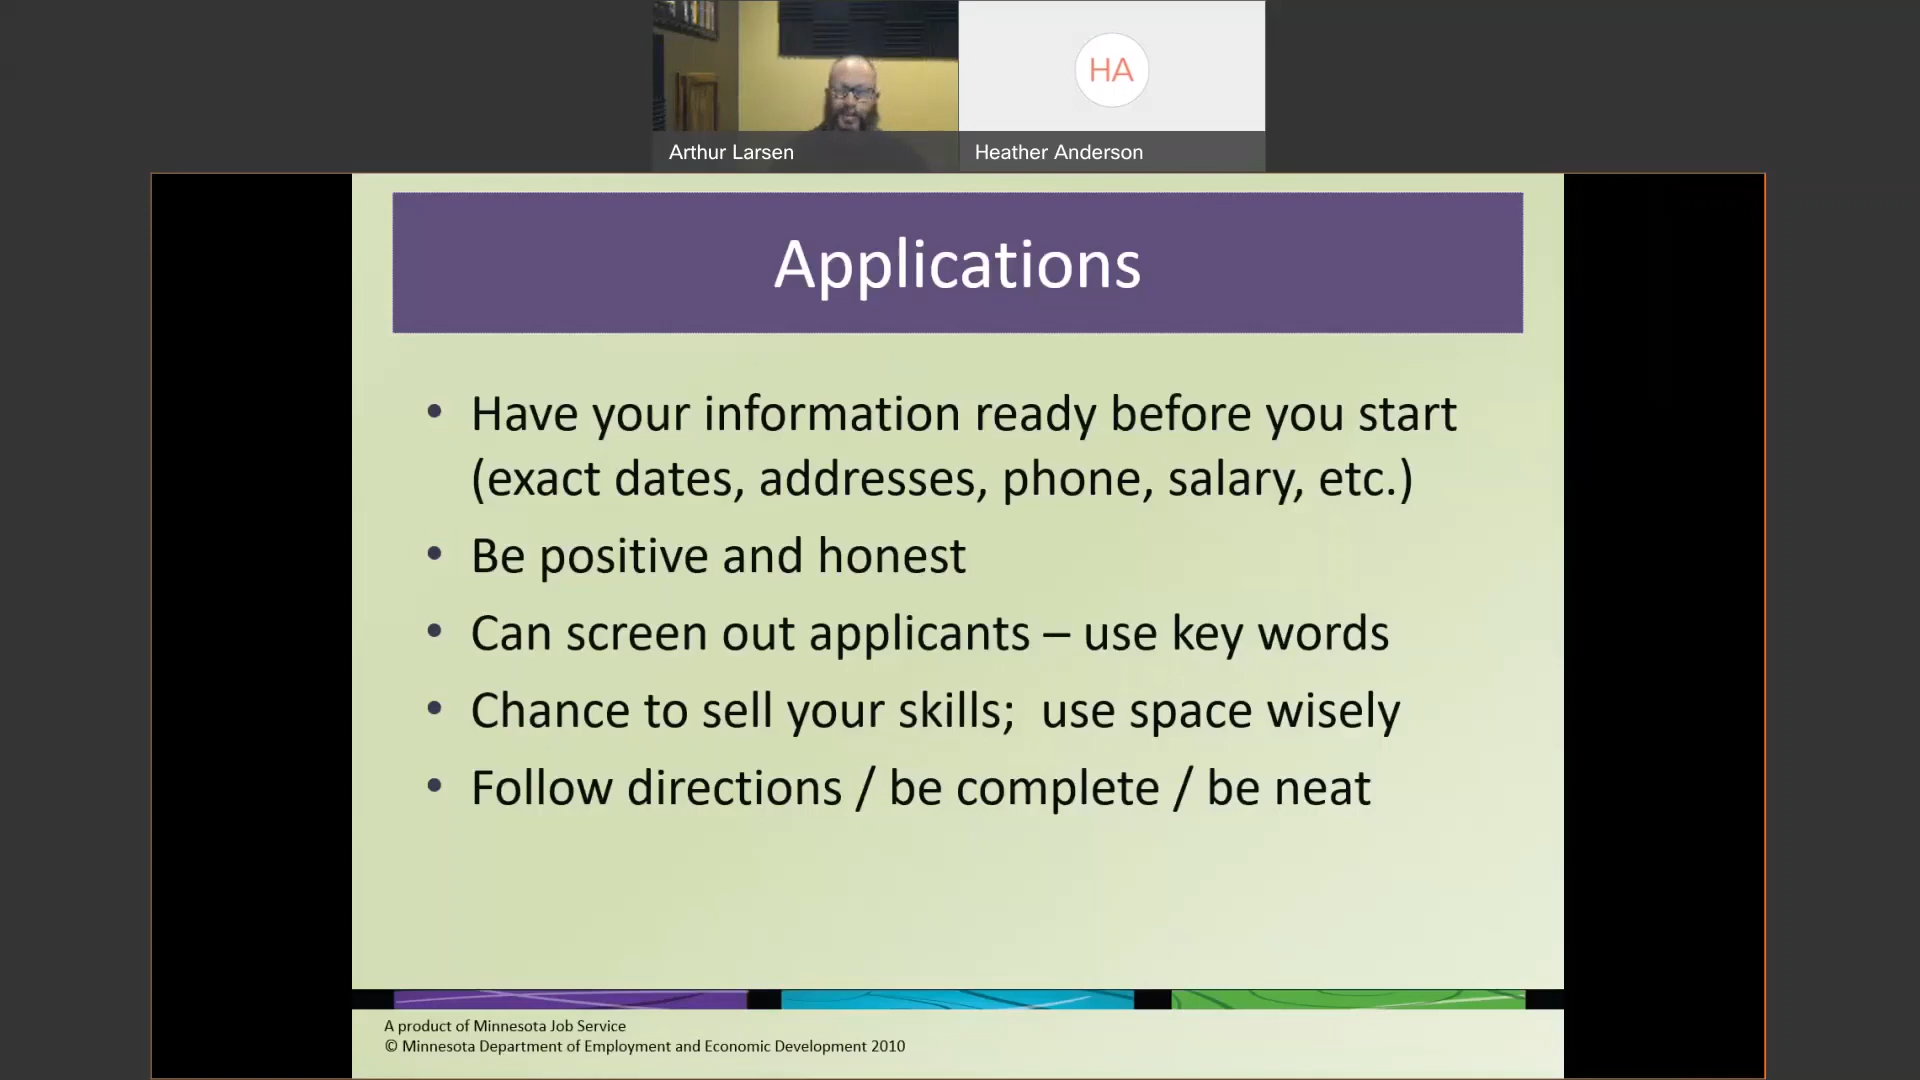 HA
Arthur Larsen
Heather Anderson
Applications
• Have your information ready before you start
(exact dates, addresses, phone, salary, etc.)
• Be positive and honest
• Can screen out applicants – use key words
• Chance to sell your skills;  use space wisely
• Follow directions / be complete / be neat
A product of Minnesota Job Service
© Minnesota Department of Employment and Economic Development 2010